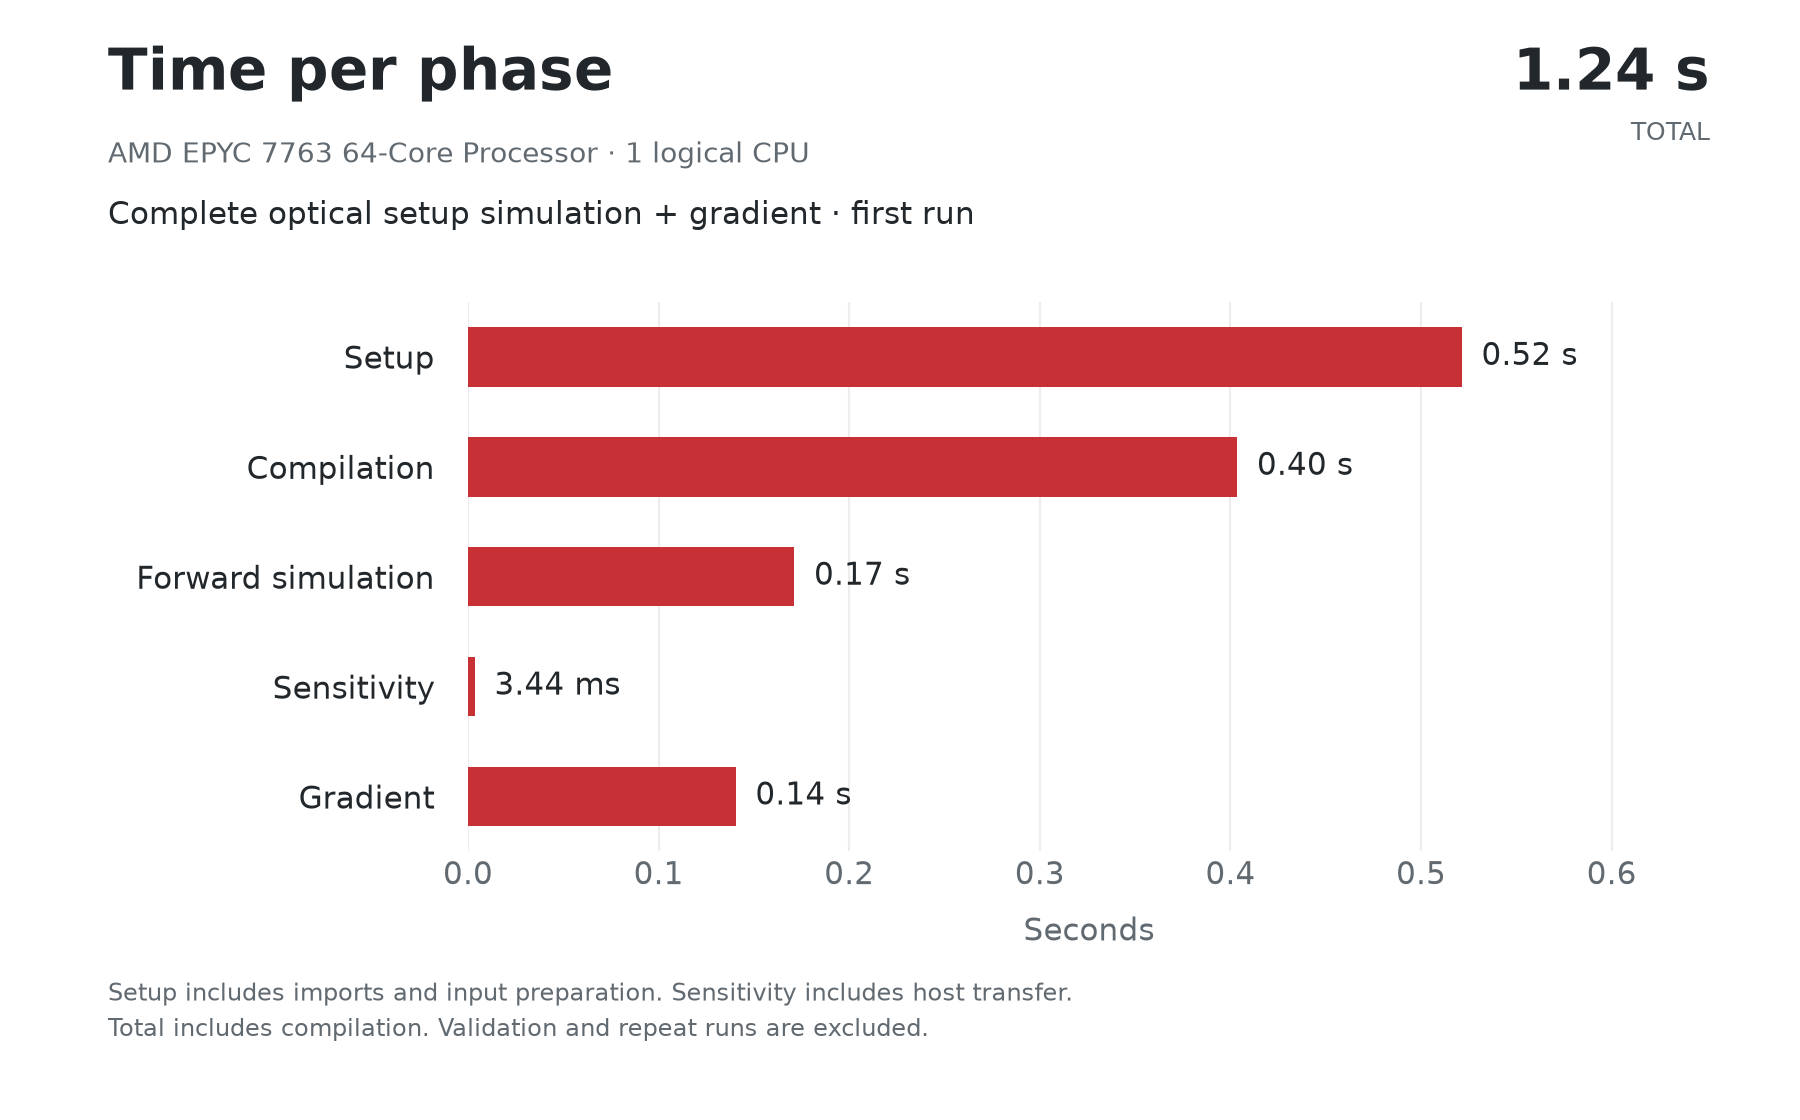 Time per phase
1.24 s
TOTAL
AMD EPYC 7763 64-Core Processor · 1 logical CPU
Complete optical setup simulation + gradient · first run
Setup
0.52 s
Compilation
0.40 s
Forward simulation
0.17 s
Sensitivity
3.44 ms
Gradient
0.14 s
0.0 0.1 0.2 0.3 0.4 0.5 0.6
Seconds
Setup includes imports and input preparation. Sensitivity includes host transfer.
Total includes compilation. Validation and repeat runs are excluded.